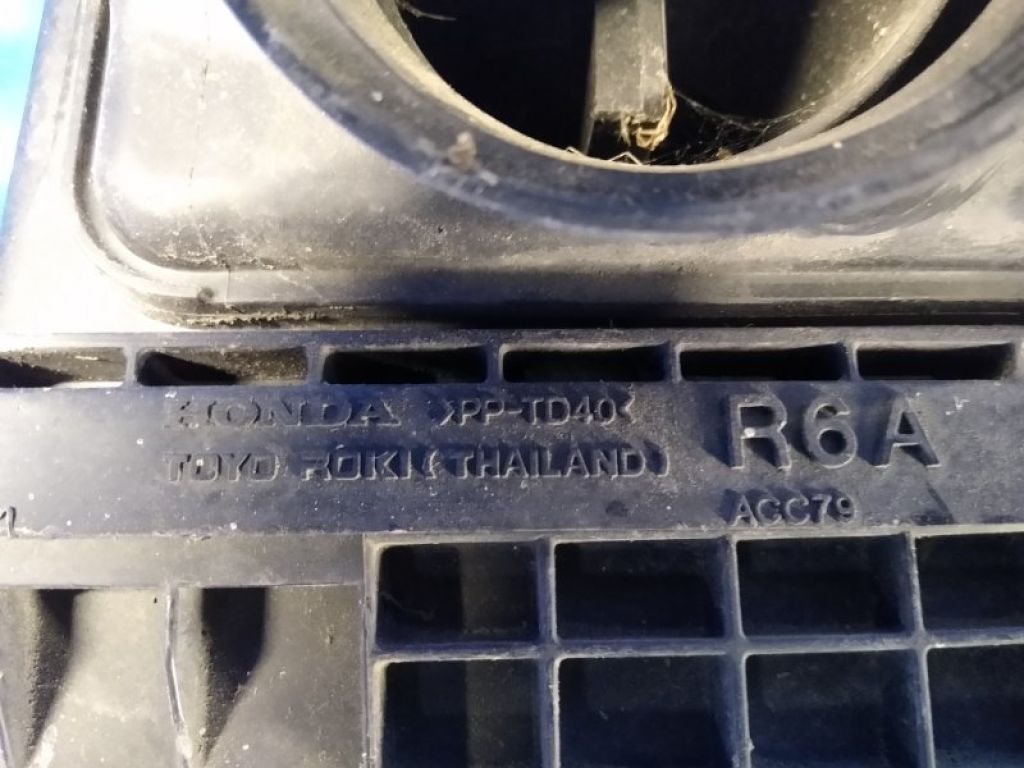 HONDA >PP-TD40<
TOYO ROKI(THAILAND)
R6A
ACC79